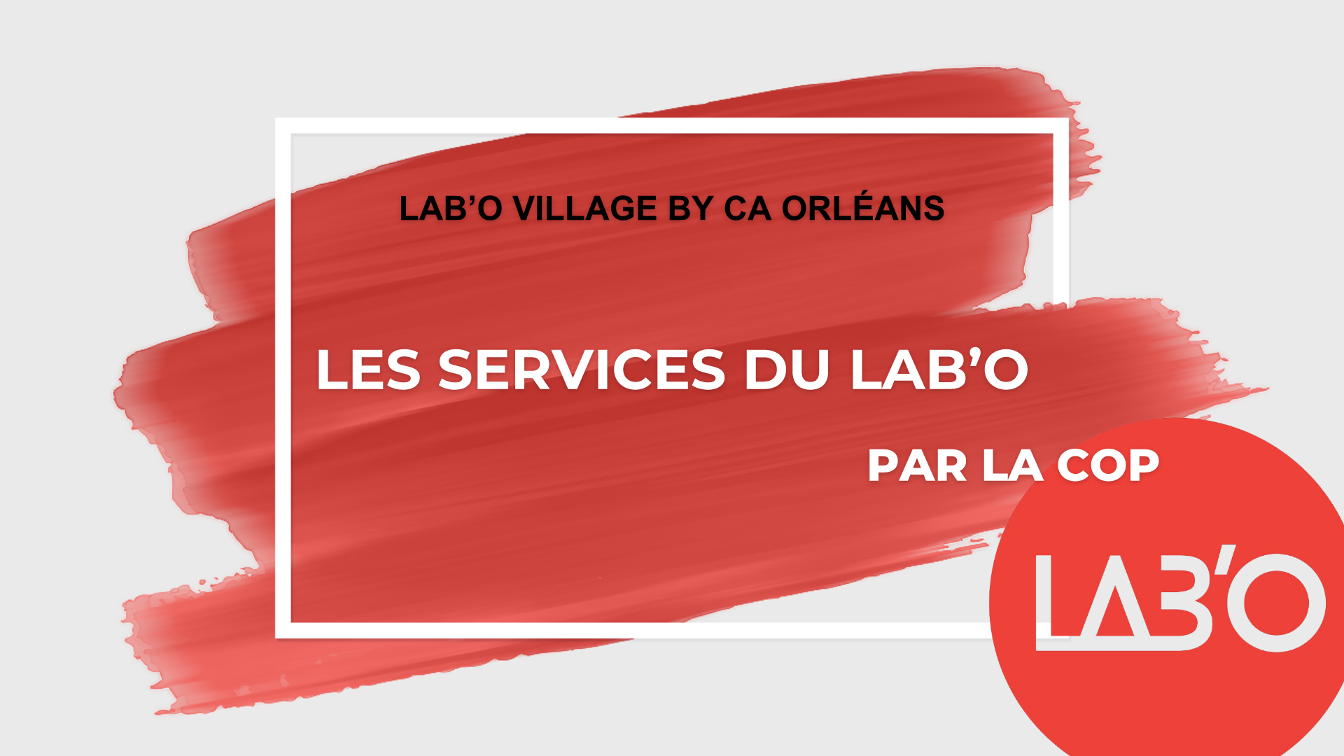 LAB’O VILLAGE BY CA ORLÉANS
LES SERVICES DU LAB’O
PAR LA COP
LAB'O